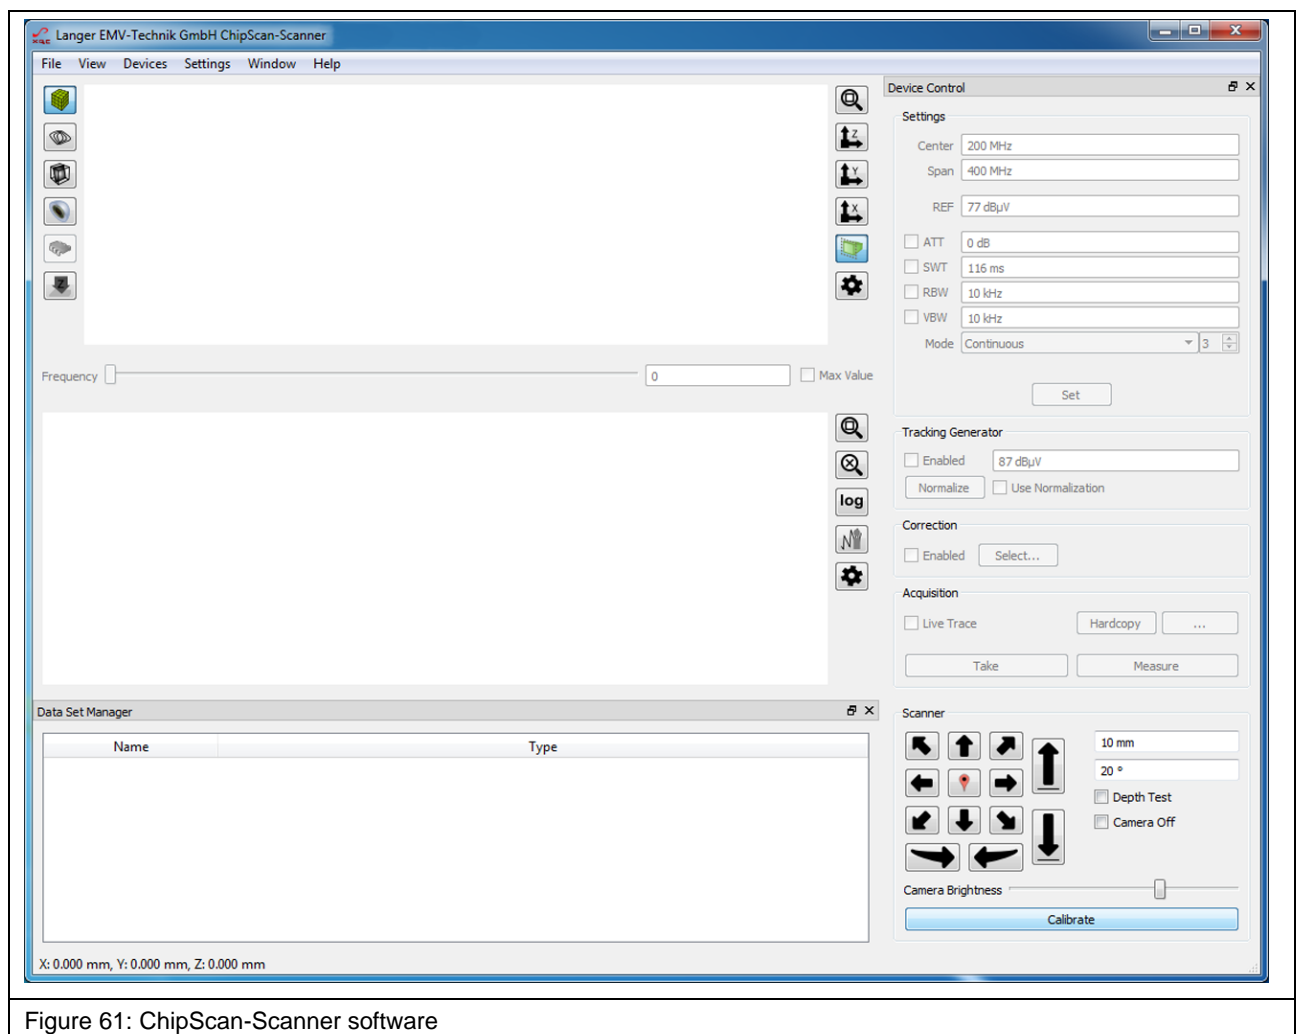 Langer EMV-Technik GmbH ChipScan-Scanner
File View Devices Settings Window Help
Z
Y
X
Z
Frequency 0 Max Value
log
Data Set Manager
Name Type
X: 0.000 mm, Y: 0.000 mm, Z: 0.000 mm
Device Control
Settings
Center 200 MHz
Span 400 MHz
REF 77 dBµV
ATT 0 dB
SWT 116 ms
RBW 10 kHz
VBW 10 kHz
Mode Continuous 3
Set
Tracking Generator
Enabled 87 dBµV
Normalize Use Normalization
Correction
Enabled Select...
Acquisition
Live Trace Hardcopy ...
Take Measure
Scanner
10 mm
20 °
Depth Test
Camera Off
Camera Brightness
Calibrate
Figure 61: ChipScan-Scanner software